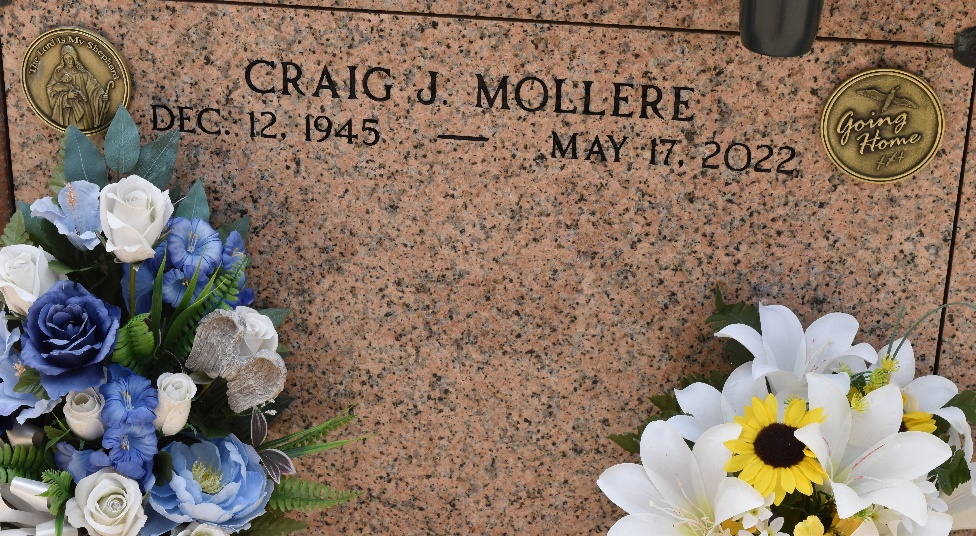 The Lord Is My Shepherd
CRAIG J. MOLLERE
DEC. 12, 1945 — MAY 17, 2022
Going
Home